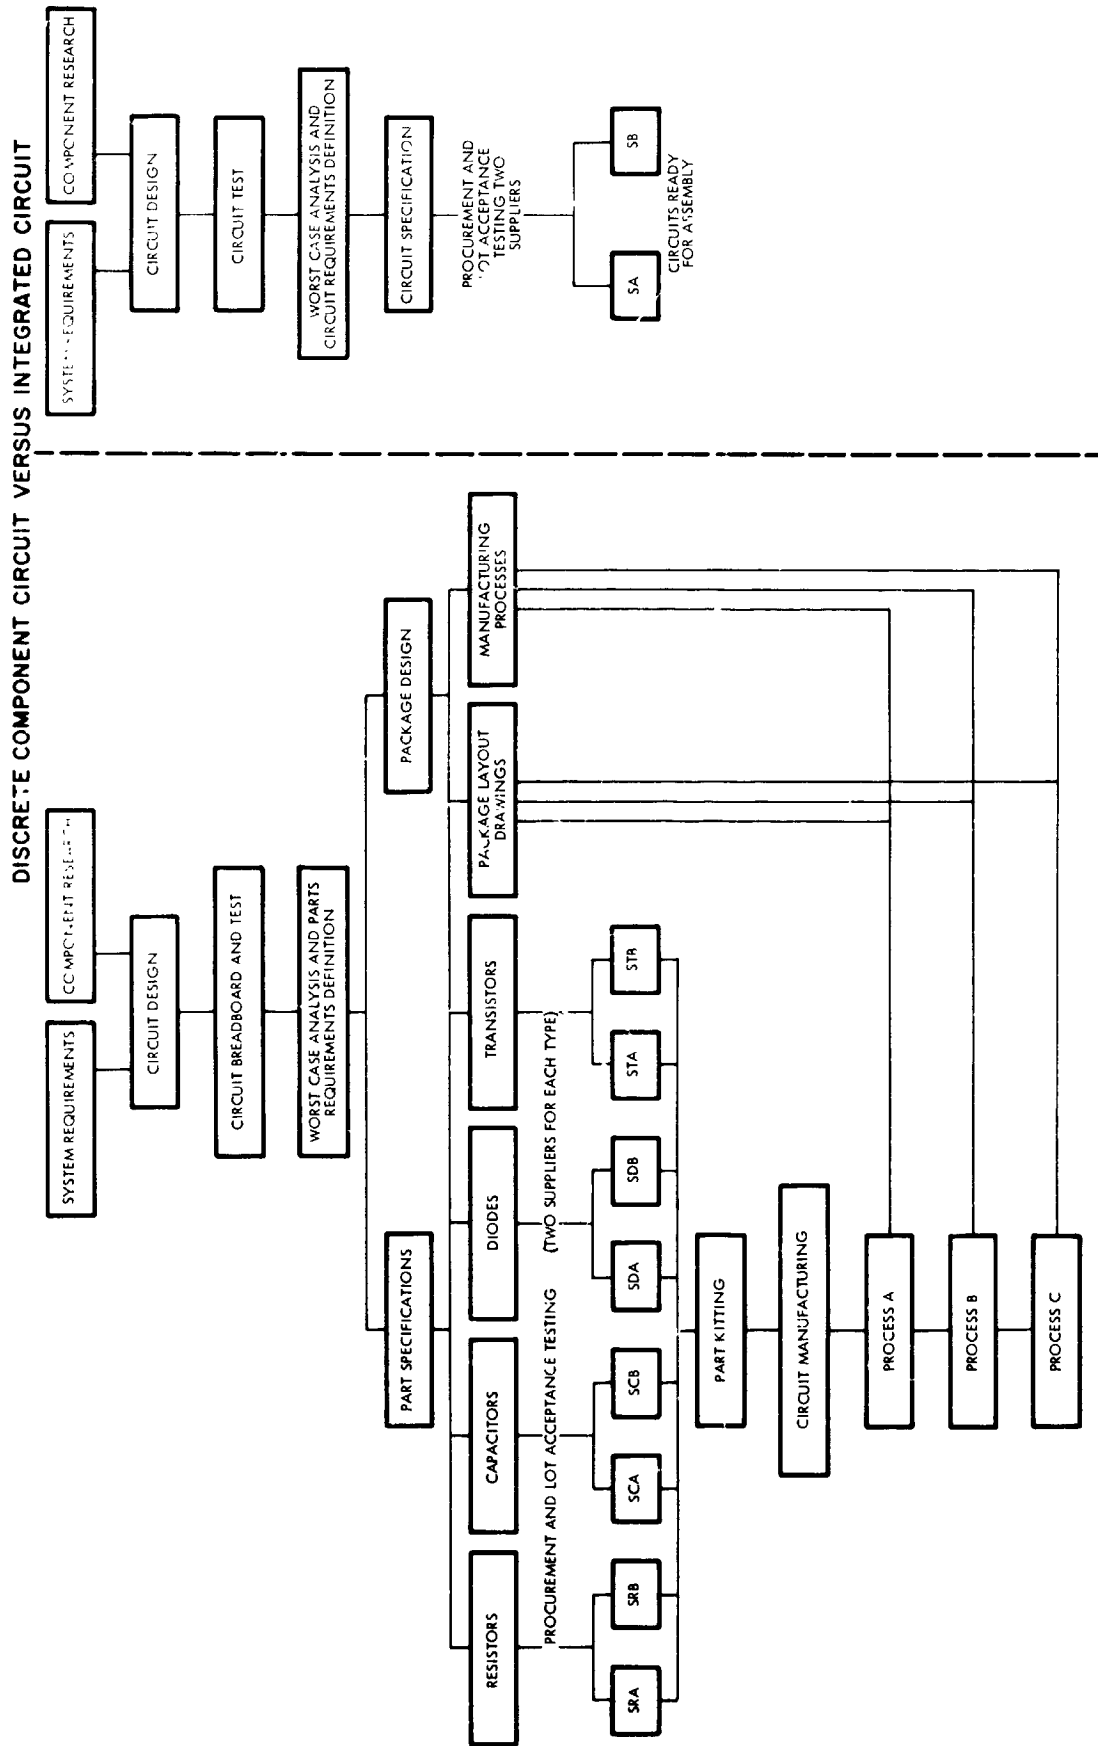 DISCRETE COMPONENT CIRCUIT VERSUS INTEGRATED CIRCUIT
SYSTEM REQUIREMENTS
COMPONENT
CIRCUIT DESIGN
CIRCUIT BREADBOARD AND TEST
WORST CASE ANALYSIS AND PARTS
REQUIREMENTS DEFINITION
PART SPECIFICATIONS
PACKAGE DESIGN
RESISTORS
CAPACITORS
DIODES
TRANSISTORS
PACKAGE LAYOUT
DRAWINGS
MANUFACTURING
PROCESSES
PROCUREMENT AND LOT ACCEPTANCE TESTING
(TWO SUPPLIERS FOR EACH TYPE)
SRA
SRB
SCA
SCB
SDA
SDB
STA
STB
PART KITTING
CIRCUIT MANUFACTURING
PROCESS A
PROCESS B
PROCESS C
SYSTEM REQUIREMENTS
COMPONENT RESEARCH
CIRCUIT DESIGN
CIRCUIT TEST
WORST CASE ANALYSIS AND
CIRCUIT REQUIREMENTS DEFINITION
CIRCUIT SPECIFICATION
PROCUREMENT AND
LOT ACCEPTANCE
TESTING TWO
SUPPLIERS
SA
SB
CIRCUITS READY
FOR ASSEMBLY